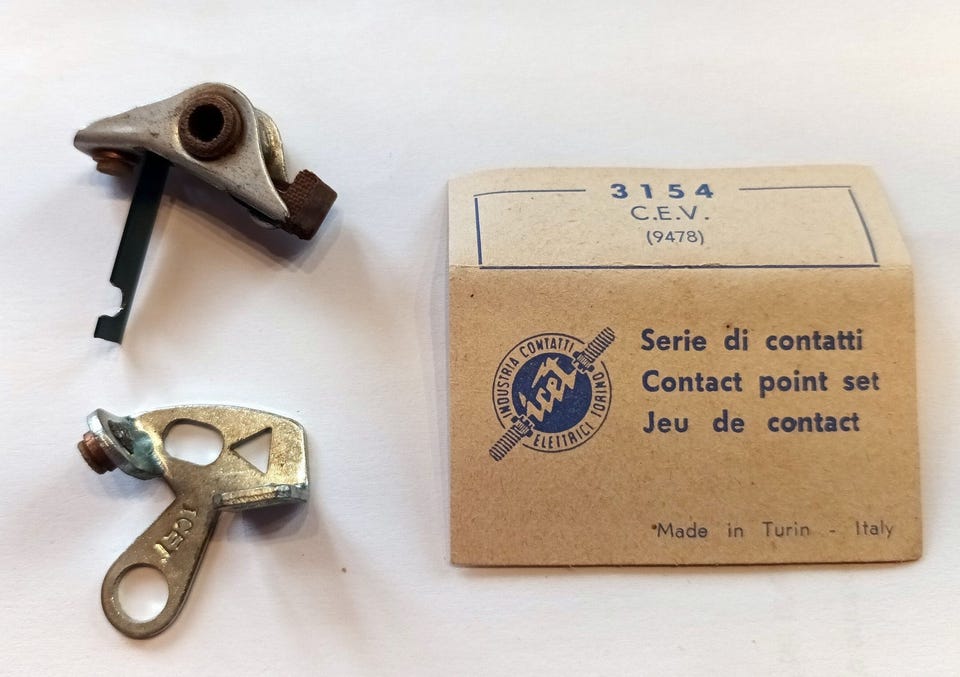 3154
C.E.V.
(9478)
INDUSTRIA CONTATTI
icet
ELETTRICI TORINO
Serie di contatti
Contact point set
Jeu de contact
Made in Turin - Italy
ICET